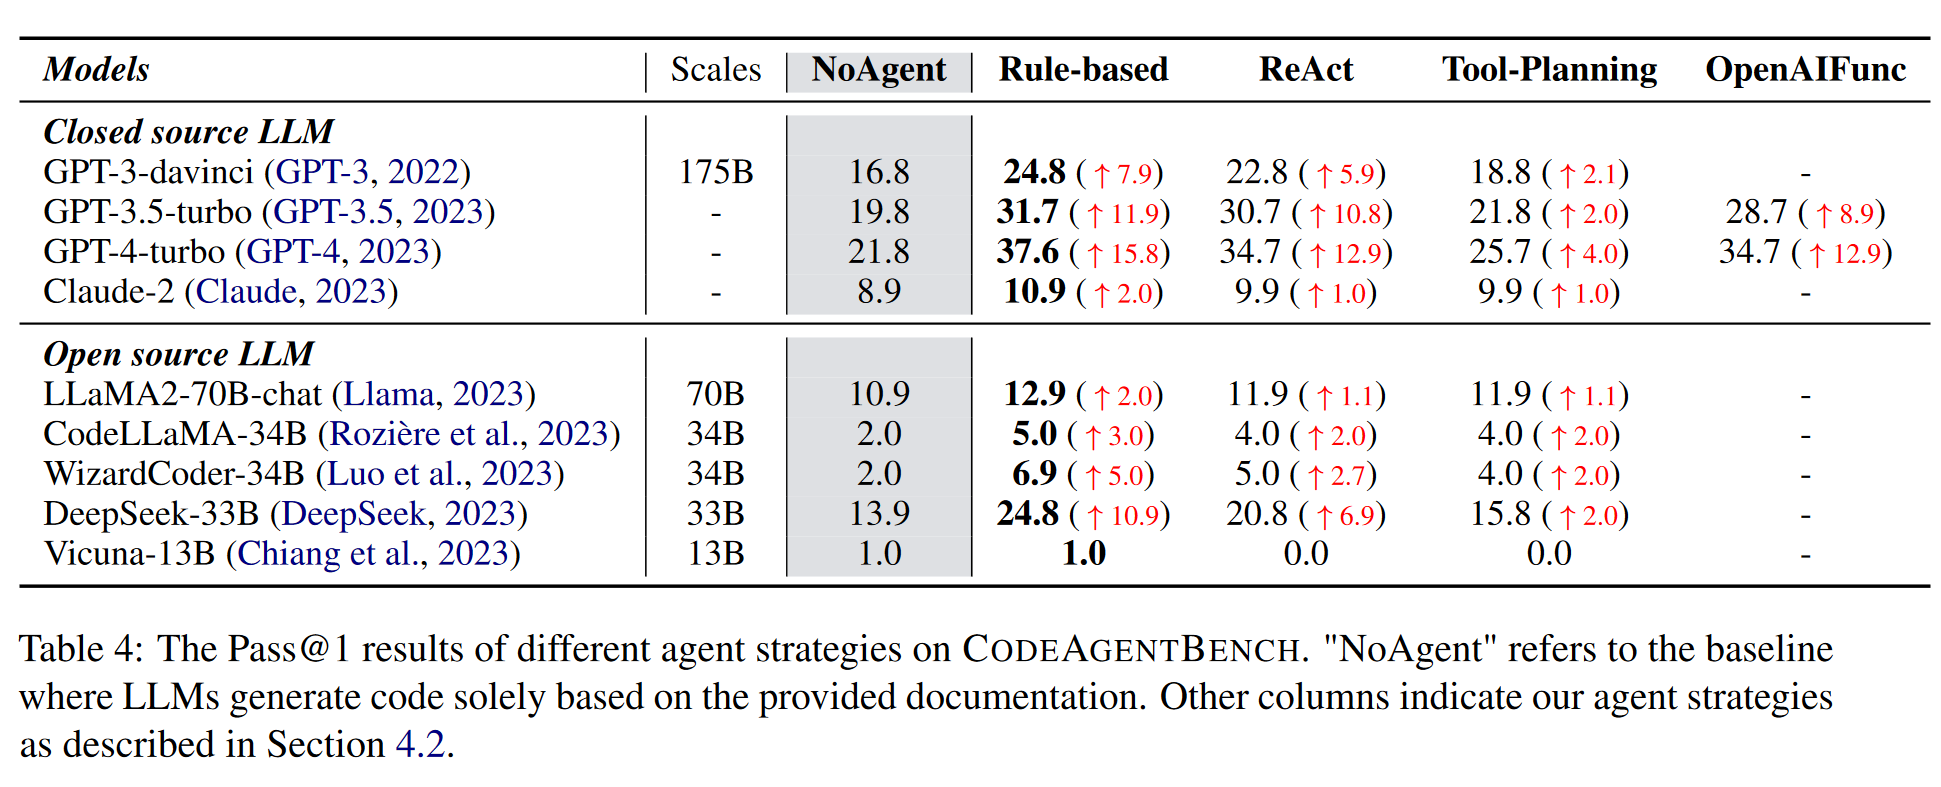 Models Scales NoAgent Rule-based ReAct Tool-Planning OpenAIFunc
Closed source LLM
GPT-3-davinci (GPT-3, 2022) 175B 16.8 24.8 (↑7.9) 22.8 (↑5.9) 18.8 (↑2.1) -
GPT-3.5-turbo (GPT-3.5, 2023) - 19.8 31.7 (↑11.9) 30.7 (↑10.8) 21.8 (↑2.0) 28.7 (↑8.9)
GPT-4-turbo (GPT-4, 2023) - 21.8 37.6 (↑15.8) 34.7 (↑12.9) 25.7 (↑4.0) 34.7 (↑12.9)
Claude-2 (Claude, 2023) - 8.9 10.9 (↑2.0) 9.9 (↑1.0) 9.9 (↑1.0) -
Open source LLM
LLaMA2-70B-chat (Llama, 2023) 70B 10.9 12.9 (↑2.0) 11.9 (↑1.1) 11.9 (↑1.1) -
CodeLLaMA-34B (Rozière et al., 2023) 34B 2.0 5.0 (↑3.0) 4.0 (↑2.0) 4.0 (↑2.0) -
WizardCoder-34B (Luo et al., 2023) 34B 2.0 6.9 (↑5.0) 5.0 (↑2.7) 4.0 (↑2.0) -
DeepSeek-33B (DeepSeek, 2023) 33B 13.9 24.8 (↑10.9) 20.8 (↑6.9) 15.8 (↑2.0) -
Vicuna-13B (Chiang et al., 2023) 13B 1.0 1.0 0.0 0.0 -
Table 4: The Pass@1 results of different agent strategies on CODEAGENTBENCH. "NoAgent" refers to the baseline
where LLMs generate code solely based on the provided documentation. Other columns indicate our agent strategies
as described in Section 4.2.